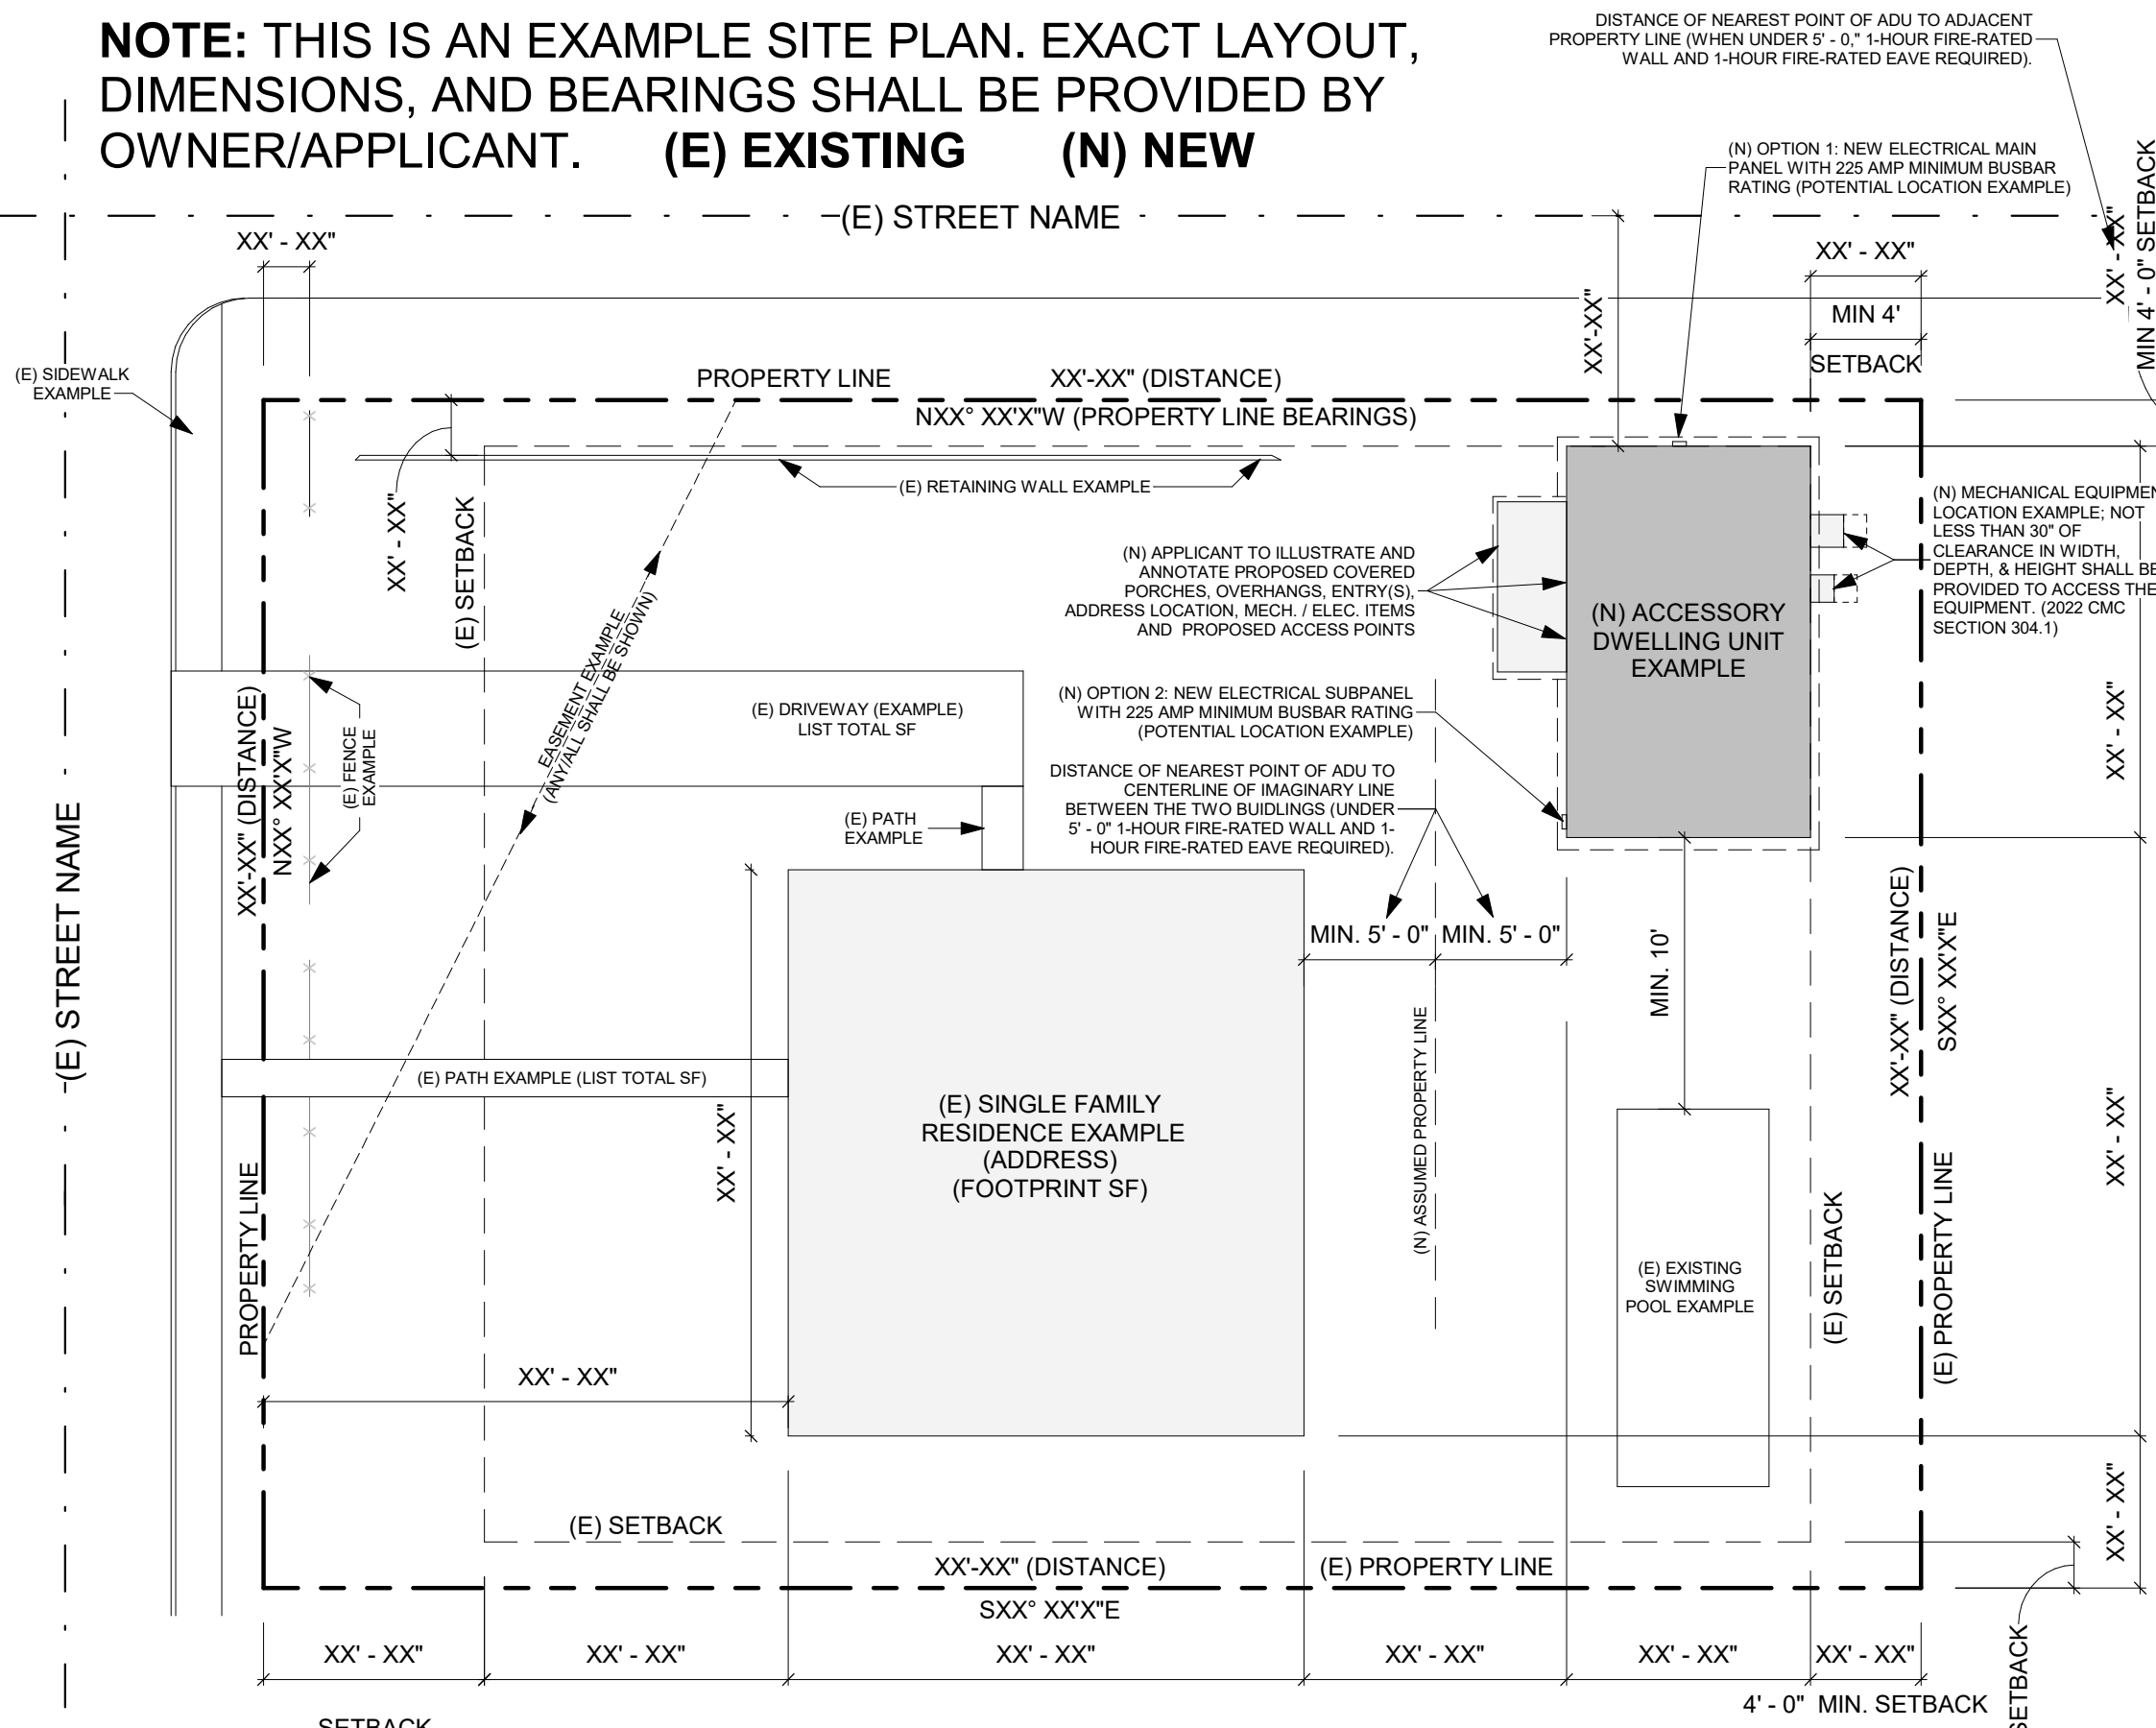 NOTE: THIS IS AN EXAMPLE SITE PLAN. EXACT LAYOUT,
DIMENSIONS, AND BEARINGS SHALL BE PROVIDED BY
OWNER/APPLICANT. (E) EXISTING (N) NEW
DISTANCE OF NEAREST POINT OF ADU TO ADJACENT
PROPERTY LINE (WHEN UNDER 5' - 0," 1-HOUR FIRE-RATED
WALL AND 1-HOUR FIRE-RATED EAVE REQUIRED).
(N) OPTION 1: NEW ELECTRICAL MAIN
PANEL WITH 225 AMP MINIMUM BUSBAR
RATING (POTENTIAL LOCATION EXAMPLE)
XX' - XX"
MIN 4' - 0" SETBACK
(E) STREET NAME
XX' - XX"
XX' - XX"
MIN 4'
SETBACK
XX'-XX"
(E) SIDEWALK
EXAMPLE
PROPERTY LINE
XX'-XX" (DISTANCE)
NXX° XX'X"W (PROPERTY LINE BEARINGS)
XX' - XX"
(E) SETBACK
(E) RETAINING WALL EXAMPLE
(N) APPLICANT TO ILLUSTRATE AND
ANNOTATE PROPOSED COVERED
PORCHES, OVERHANGS, ENTRY(S),
ADDRESS LOCATION, MECH. / ELEC. ITEMS
AND PROPOSED ACCESS POINTS
(N) ACCESSORY
DWELLING UNIT
EXAMPLE
(N) MECHANICAL EQUIPMEN
LOCATION EXAMPLE; NOT
LESS THAN 30" OF
CLEARANCE IN WIDTH,
DEPTH, & HEIGHT SHALL BE
PROVIDED TO ACCESS THE
EQUIPMENT. (2022 CMC
SECTION 304.1)
EASEMENT EXAMPLE
(ANY/ALL SHALL BE SHOWN)
(E) DRIVEWAY (EXAMPLE)
LIST TOTAL SF
(N) OPTION 2: NEW ELECTRICAL SUBPANEL
WITH 225 AMP MINIMUM BUSBAR RATING
(POTENTIAL LOCATION EXAMPLE)
XX' - XX"
XX'-XX" (DISTANCE)
NXX° XX'X"W
(E) FENCE
EXAMPLE
DISTANCE OF NEAREST POINT OF ADU TO
CENTERLINE OF IMAGINARY LINE
BETWEEN THE TWO BUIDLINGS (UNDER
5' - 0" 1-HOUR FIRE-RATED WALL AND 1-
HOUR FIRE-RATED EAVE REQUIRED).
(E) PATH
EXAMPLE
(E) STREET NAME
MIN. 5' - 0"
MIN. 5' - 0"
MIN. 10'
XX'-XX" (DISTANCE)
SXX° XX'X"E
(E) PATH EXAMPLE (LIST TOTAL SF)
(N) ASSUMED PROPERTY LINE
XX' - XX"
(E) SINGLE FAMILY
RESIDENCE EXAMPLE
(ADDRESS)
(FOOTPRINT SF)
XX' - XX"
PROPERTY LINE
(E) EXISTING
SWIMMING
POOL EXAMPLE
(E) SETBACK
(E) PROPERTY LINE
XX' - XX"
XX' - XX"
(E) SETBACK
XX'-XX" (DISTANCE)
(E) PROPERTY LINE
SXX° XX'X"E
XX' - XX"
XX' - XX"
XX' - XX"
XX' - XX"
XX' - XX"
XX' - XX"
4' - 0" MIN. SETBACK
SETBACK
SETBACK